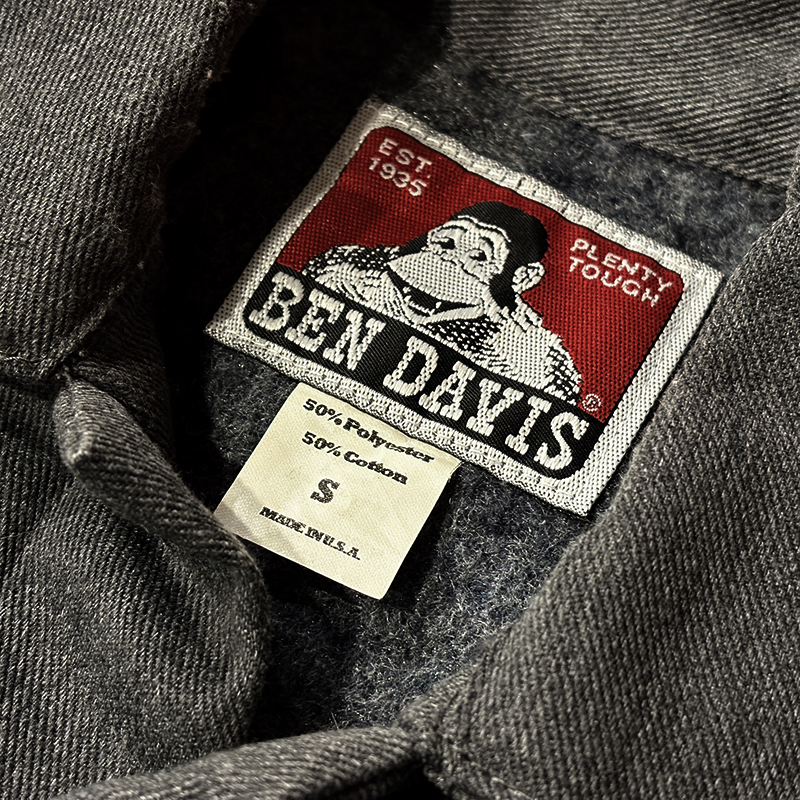 EST.
1935
PLENTY
TOUGH
BEN DAVIS®
50% Polyester
50% Cotton
S
MADE IN U.S.A.